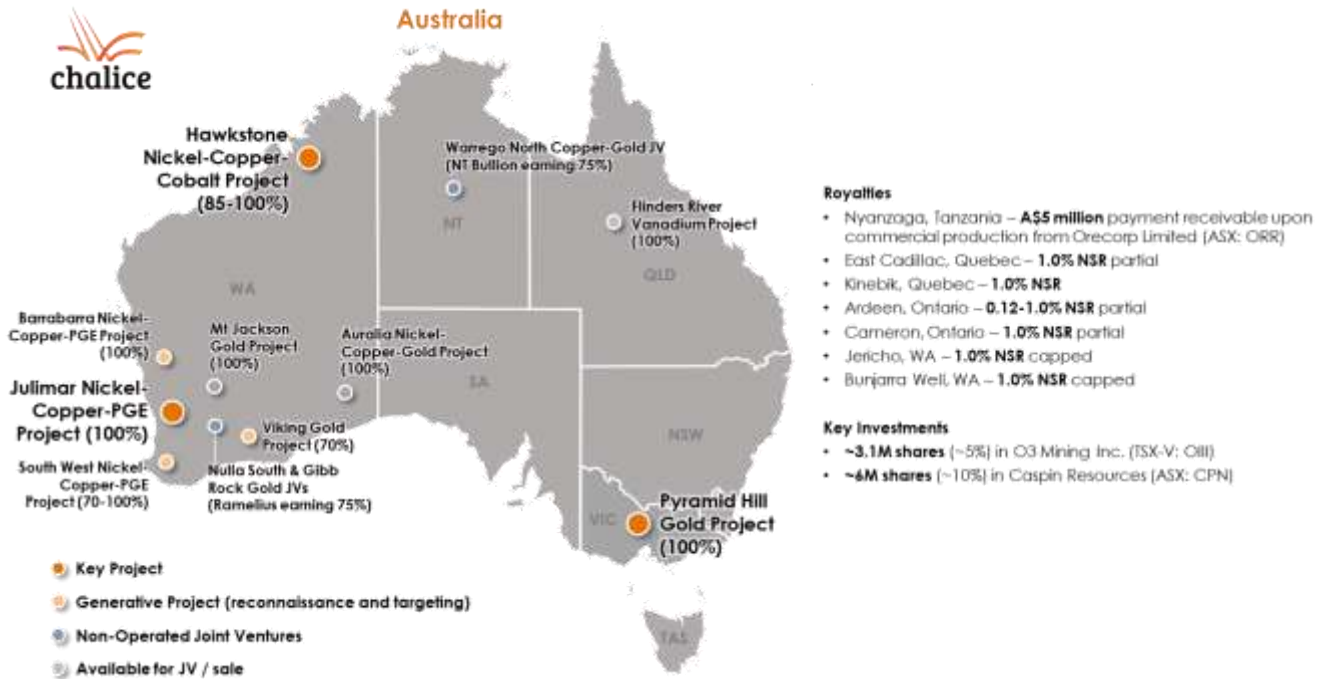 chalice
Australia
Hawkstone
Nickel-Copper-
Cobalt Project
(85-100%)
Warrego North Copper-Gold JV
(NT Bullion earning 75%)
Flinders River
Vanadium Project
(100%)
NT
QLD
WA
Barrabarra Nickel-
Copper-PGE Project
(100%)
Mt Jackson
Gold Project
(100%)
Auralia Nickel-
Copper-Gold Project
(100%)
SA
Julimar Nickel-
Copper-PGE
Project (100%)
Viking Gold
Project (70%)
NSW
South West Nickel-
Copper-PGE
Project (70-100%)
Nulla South & Gibb
Rock Gold JVs
(Ramelius earning 75%)
VIC
Pyramid Hill
Gold Project
(100%)
TAS
Key Project
Generative Project (reconnaissance and targeting)
Non-Operated Joint Ventures
Available for JV / sale
Royalties
• Nyanzaga, Tanzania – A$5 million payment receivable upon
commercial production from Orecorp Limited (ASX: ORR)
• East Cadillac, Quebec – 1.0% NSR partial
• Kinebik, Quebec – 1.0% NSR
• Ardeen, Ontario – 0.12-1.0% NSR partial
• Cameron, Ontario – 1.0% NSR partial
• Jericho, WA – 1.0% NSR capped
• Bunjarra Well, WA – 1.0% NSR capped
Key Investments
• ~3.1M shares (~5%) in O3 Mining Inc. (TSX-V: OIII)
• ~6M shares (~10%) in Caspin Resources (ASX: CPN)